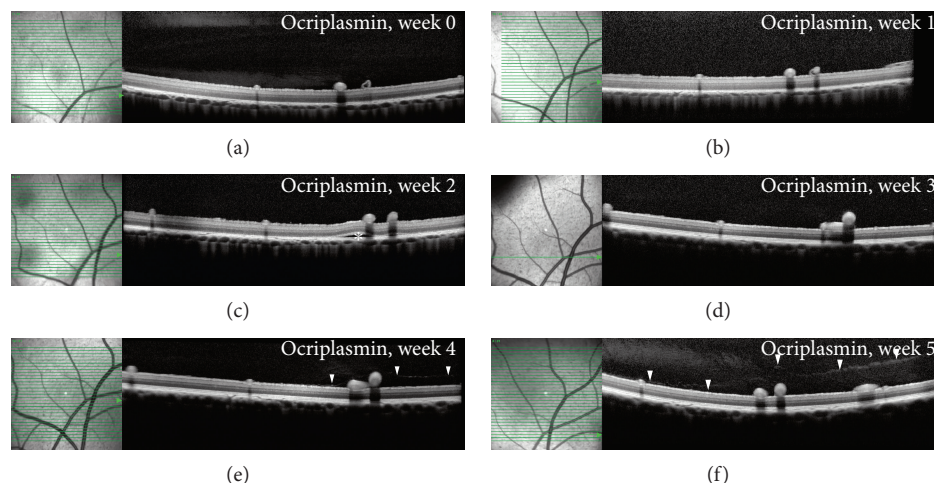 Ocriplasmin, week 0
Ocriplasmin, week 1
(a)
(b)
Ocriplasmin, week 2
*
Ocriplasmin, week 3
(c)
(d)
Ocriplasmin, week 4
Ocriplasmin, week 5
(e)
(f)